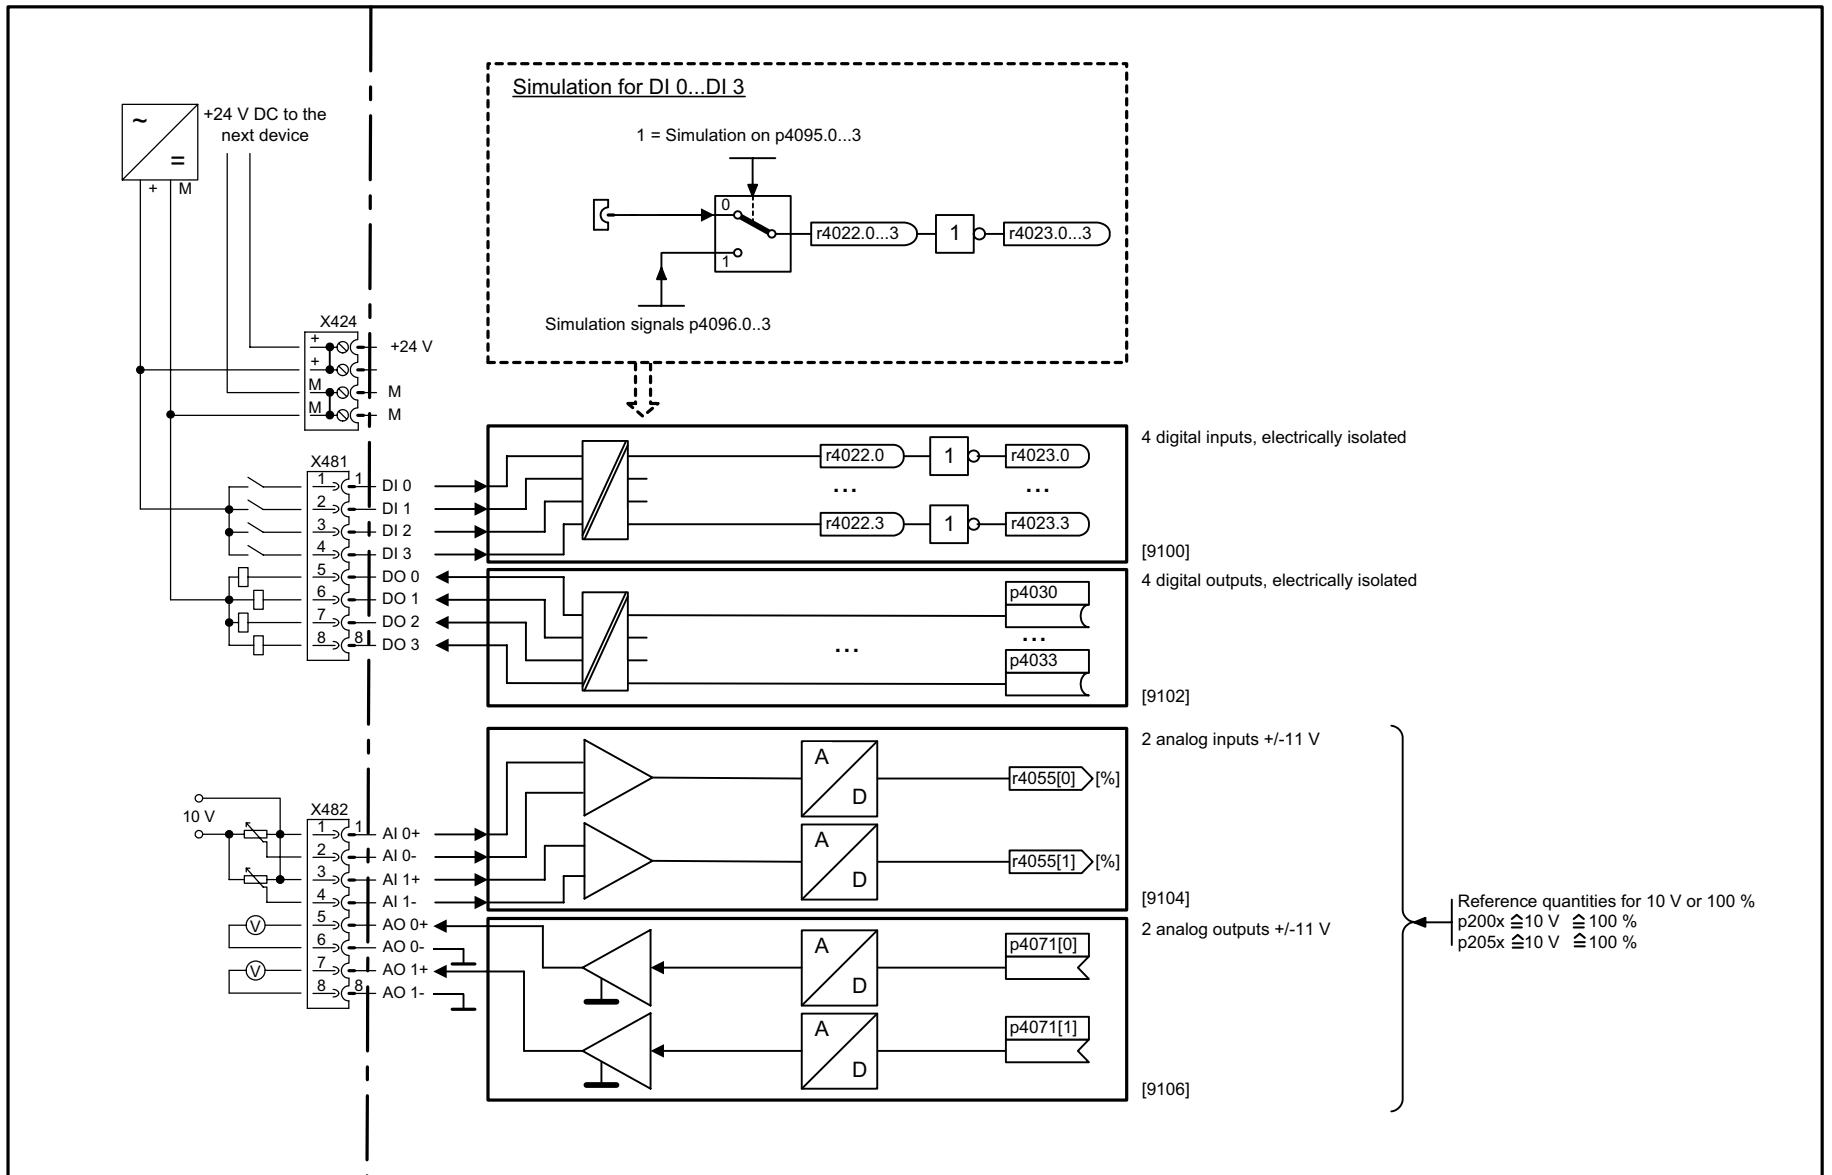 Simulation for DI 0...DI 3
1 = Simulation on p4095.0...3
0
1
r4022.0...3
1
r4023.0...3
Simulation signals p4096.0..3
~
=
+24 V DC to the
next device
+
M
X424
+
+24 V
+
M
M
M
M
X481
1
1
DI 0
2
DI 1
3
DI 2
4
DI 3
5
DO 0
6
DO 1
7
DO 2
8
8
DO 3
r4022.0
1
r4023.0
...
...
r4022.3
1
r4023.3
4 digital inputs, electrically isolated
[9100]
p4030
...
...
p4033
4 digital outputs, electrically isolated
[9102]
10 V
X482
1
1
AI 0+
2
AI 0-
3
AI 1+
4
AI 1-
V
5
AO 0+
6
AO 0-
V
7
AO 1+
8
8
AO 1-
A
D
r4055[0]
[%]
A
D
r4055[1]
[%]
2 analog inputs +/-11 V
[9104]
A
D
p4071[0]
A
D
p4071[1]
2 analog outputs +/-11 V
[9106]
Reference quantities for 10 V or 100 %
p200x ≙10 V ≙100 %
p205x ≙10 V ≙100 %